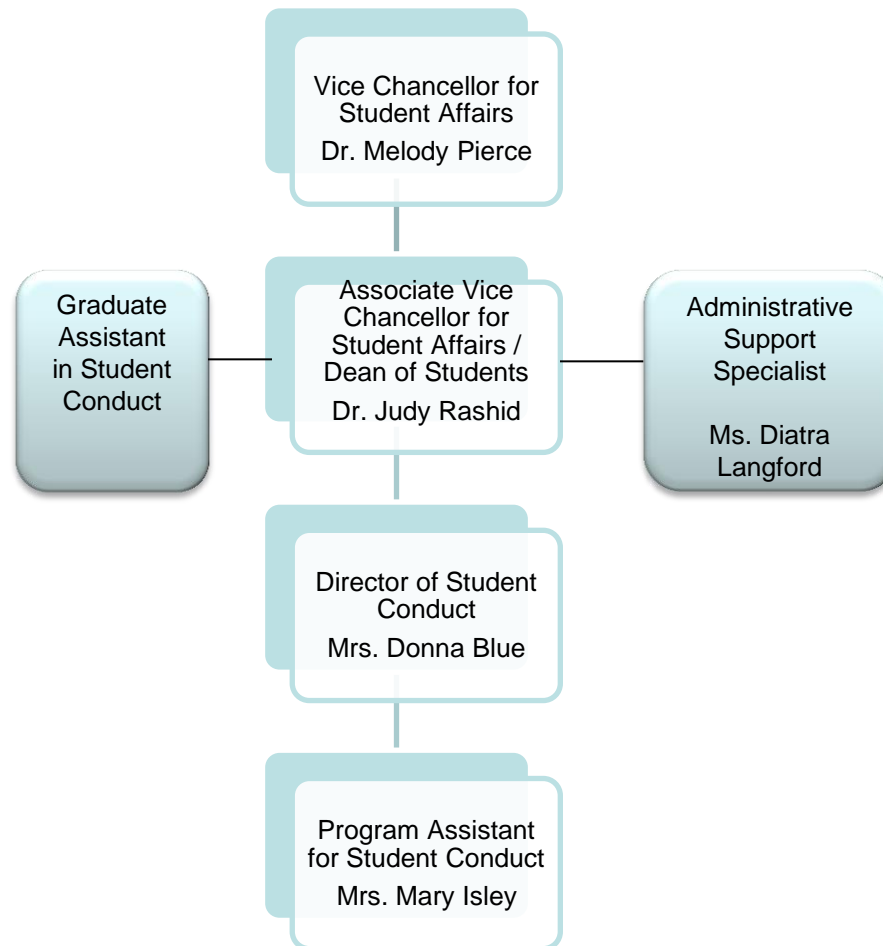 Vice Chancellor for
Student Affairs
Dr. Melody Pierce
Graduate
Assistant
in Student
Conduct
Associate Vice
Chancellor for
Student Affairs /
Dean of Students
Dr. Judy Rashid
Administrative
Support
Specialist
Ms. Diatra
Langford
Director of Student
Conduct
Mrs. Donna Blue
Program Assistant
for Student Conduct
Mrs. Mary Isley